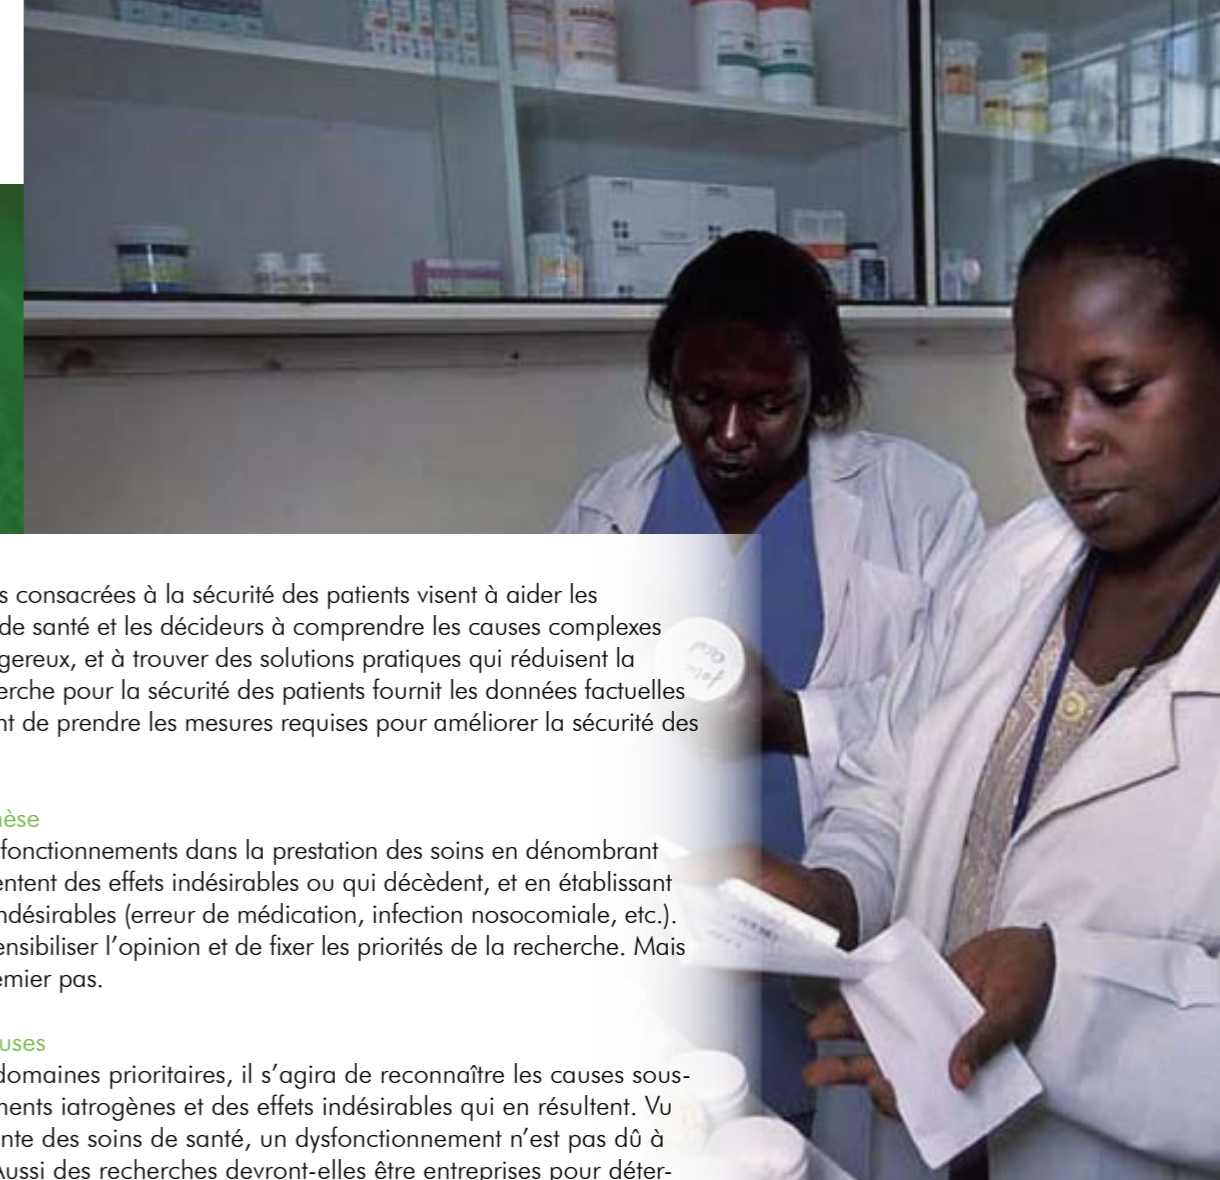 s consacrées à la sécurité des patients visent à aider les
de santé et les décideurs à comprendre les causes complexes
gereux, et à trouver des solutions pratiques qui réduisent la
erche pour la sécurité des patients fournit les données factuelles
nt de prendre les mesures requises pour améliorer la sécurité des
nèse
fonctionnements dans la prestation des soins en dénombrant
entent des effets indésirables ou qui décèdent, et en établissant
ndésirables (erreur de médication, infection nosocomiale, etc.).
ensibiliser l’opinion et de fixer les priorités de la recherche. Mais
emier pas.
uses
domaines prioritaires, il s’agira de reconnaître les causes sous-
nents iatrogènes et des effets indésirables qui en résultent. Vu
nte des soins de santé, un dysfonctionnement n’est pas dû à
Aussi des recherches devront-elles être entreprises pour déter-